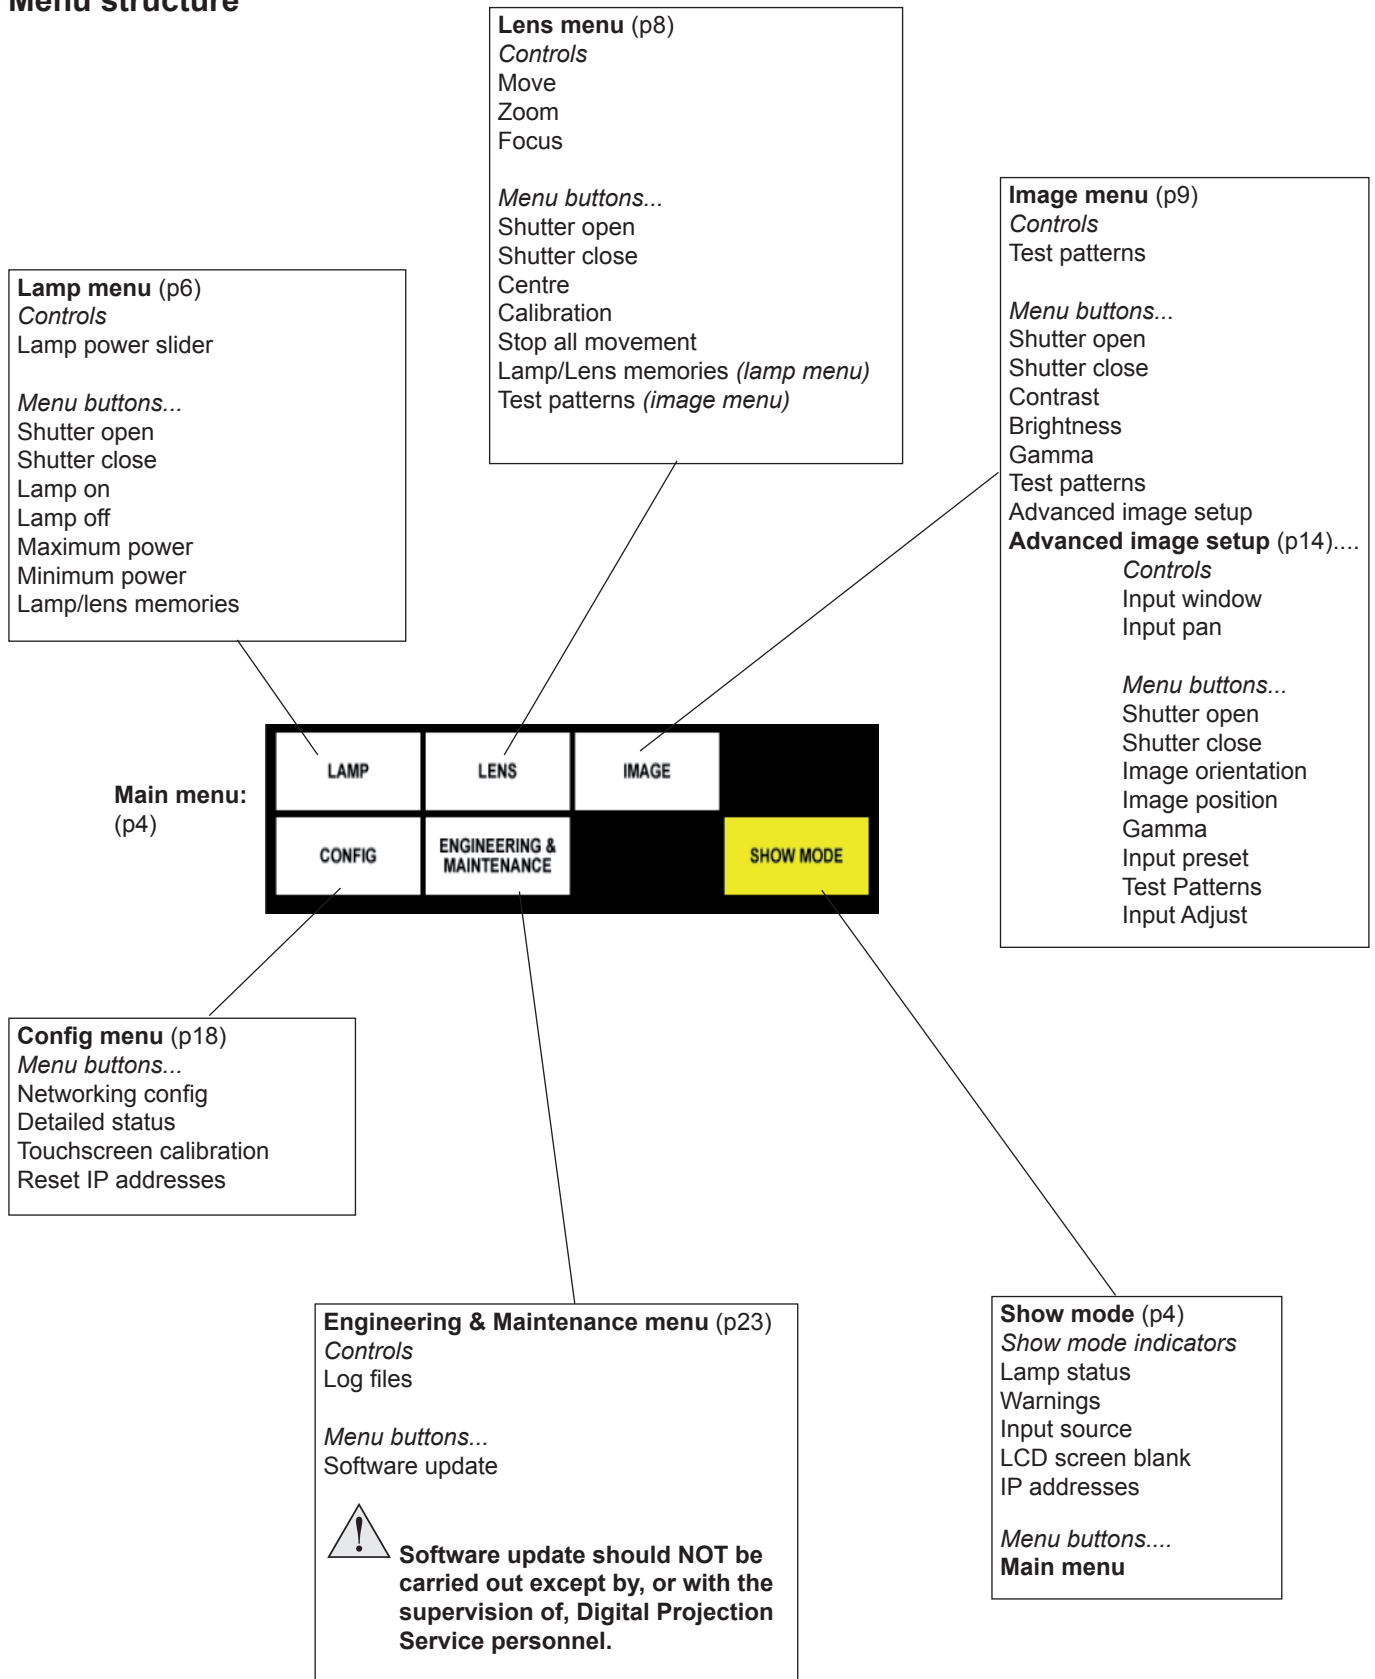 Menu structure
Lens menu (p8)
Controls
Move
Zoom
Focus
Menu buttons...
Shutter open
Shutter close
Centre
Calibration
Stop all movement
Lamp/Lens memories (lamp menu)
Test patterns (image menu)
Image menu (p9)
Controls
Test patterns
Menu buttons...
Shutter open
Shutter close
Contrast
Brightness
Gamma
Test patterns
Advanced image setup
Advanced image setup (p14)....
Controls
Input window
Input pan
Menu buttons...
Shutter open
Shutter close
Image orientation
Image position
Gamma
Input preset
Test Patterns
Input Adjust
Lamp menu (p6)
Controls
Lamp power slider
Menu buttons...
Shutter open
Shutter close
Lamp on
Lamp off
Maximum power
Minimum power
Lamp/lens memories
Main menu:
(p4)
LAMP
LENS
IMAGE
CONFIG
ENGINEERING &
MAINTENANCE
SHOW MODE
Config menu (p18)
Menu buttons...
Networking config
Detailed status
Touchscreen calibration
Reset IP addresses
Engineering & Maintenance menu (p23)
Controls
Log files
Menu buttons...
Software update
!
Software update should NOT be
carried out except by, or with the
supervision of, Digital Projection
Service personnel.
Show mode (p4)
Show mode indicators
Lamp status
Warnings
Input source
LCD screen blank
IP addresses
Menu buttons....
Main menu